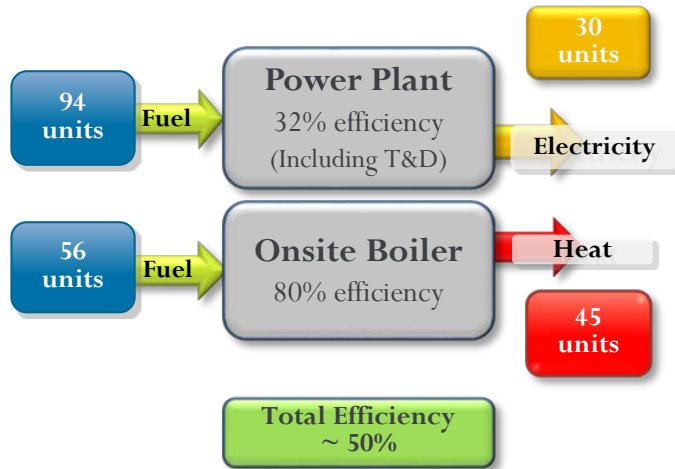 30
units
94
units
Fuel
Power Plant
32% efficiency
(Including T&D)
Electricity
56
units
Fuel
Onsite Boiler
80% efficiency
Heat
45
units
Total Efficiency
~ 50%